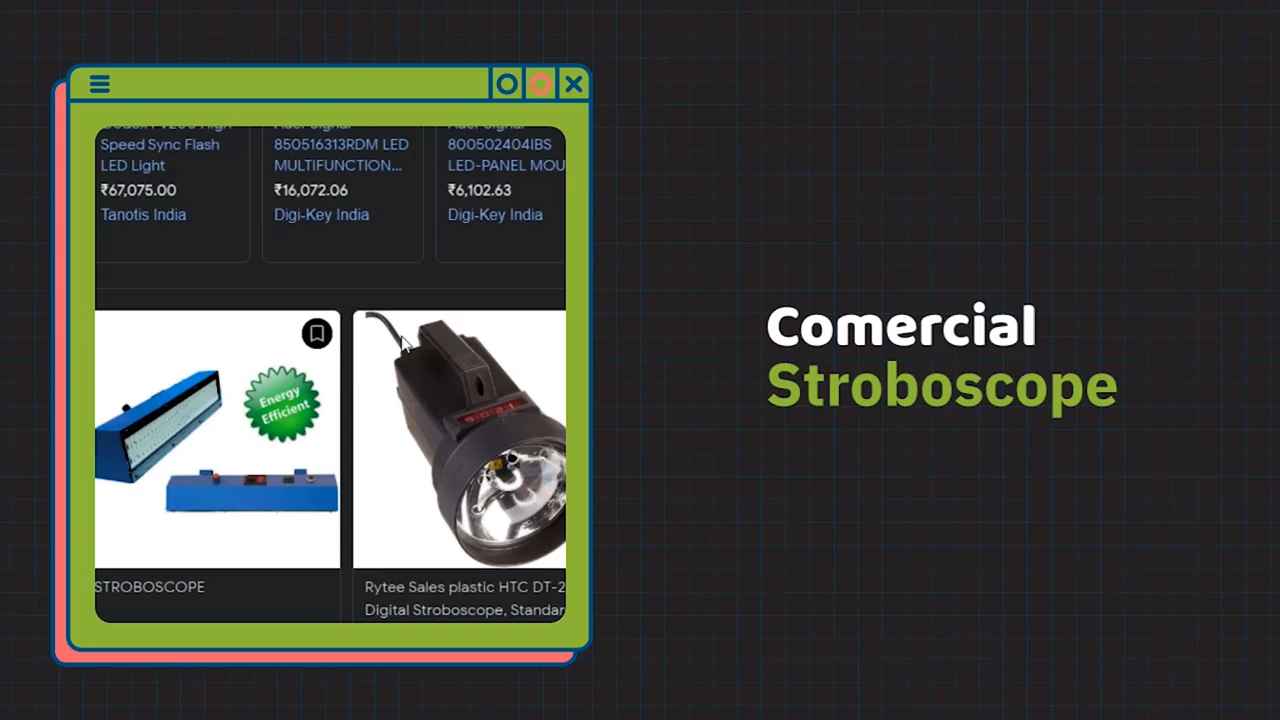 Speed Sync Flash
LED Light
₹67,075.00
Tanotis India
850516313RDM LED
MULTIFUNCTION...
₹16,072.06
Digi-Key India
800502404IBS
LED-PANEL MOU
₹6,102.63
Digi-Key India
Energy
Efficient
STROBOSCOPE
Rytee Sales plastic HTC DT-2
Digital Stroboscope, Standar
Comercial
Stroboscope